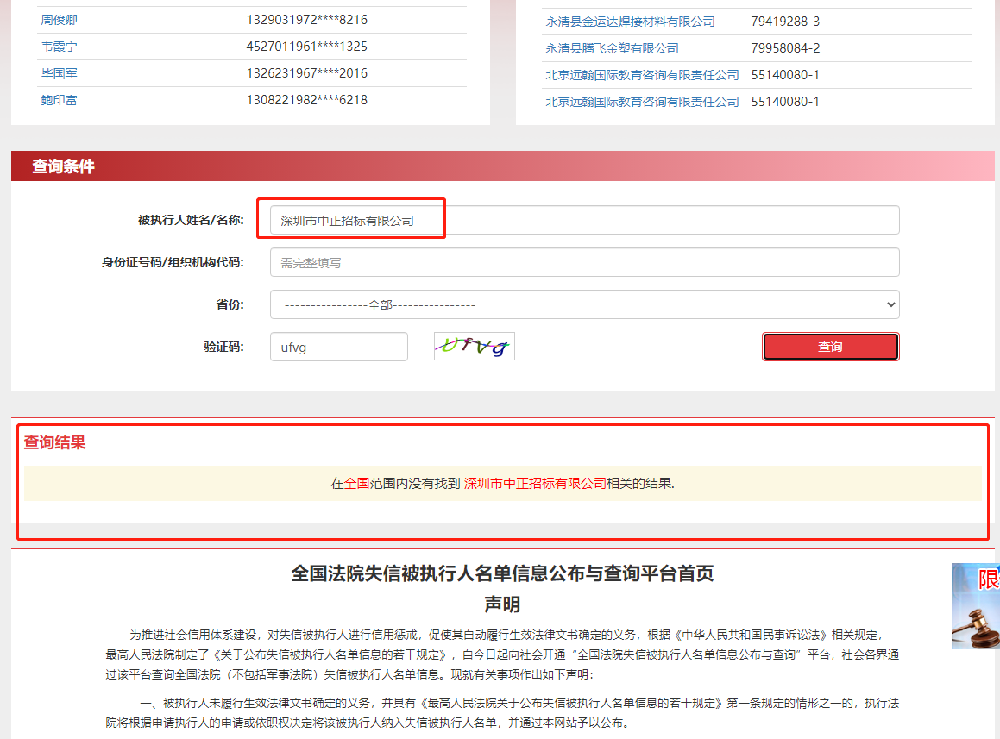 周俊卿 1329031972****8216
韦霞宁 4527011961****1325
毕国军 1326231967****2016
鲍印富 1308221982****6218
永清县金运达焊接材料有限公司 79419288-3
永清县腾飞金塑有限公司 79958084-2
北京远翰国际教育咨询有限责任公司 55140080-1
北京远翰国际教育咨询有限责任公司 55140080-1
查询条件
被执行人姓名/名称: 深圳市中正招标有限公司
身份证号码/组织机构代码: 需完整填写
省份: ----------------全部----------------
验证码: ufvg Ufvg 查询
查询结果
在全国范围内没有找到 深圳市中正招标有限公司相关的结果.
全国法院失信被执行人名单信息公布与查询平台首页
声明
限
为推进社会信用体系建设，对失信被执行人进行信用惩戒，促使其自动履行生效法律文书确定的义务，根据《中华人民共和国民事诉讼法》相关规定，
最高人民法院制定了《关于公布失信被执行人名单信息的若干规定》，自今日起向社会开通“全国法院失信被执行人名单信息公布与查询”平台，社会各界通
过该平台查询全国法院（不包括军事法院）失信被执行人名单信息。现就有关事项作出如下声明：
一、被执行人未履行生效法律文书确定的义务，并具有《最高人民法院关于公布失信被执行人名单信息的若干规定》第一条规定的情形之一的，执行法
院将根据申请执行人的申请或依职权决定将该被执行人纳入失信被执行人名单，并通过本网站予以公布。